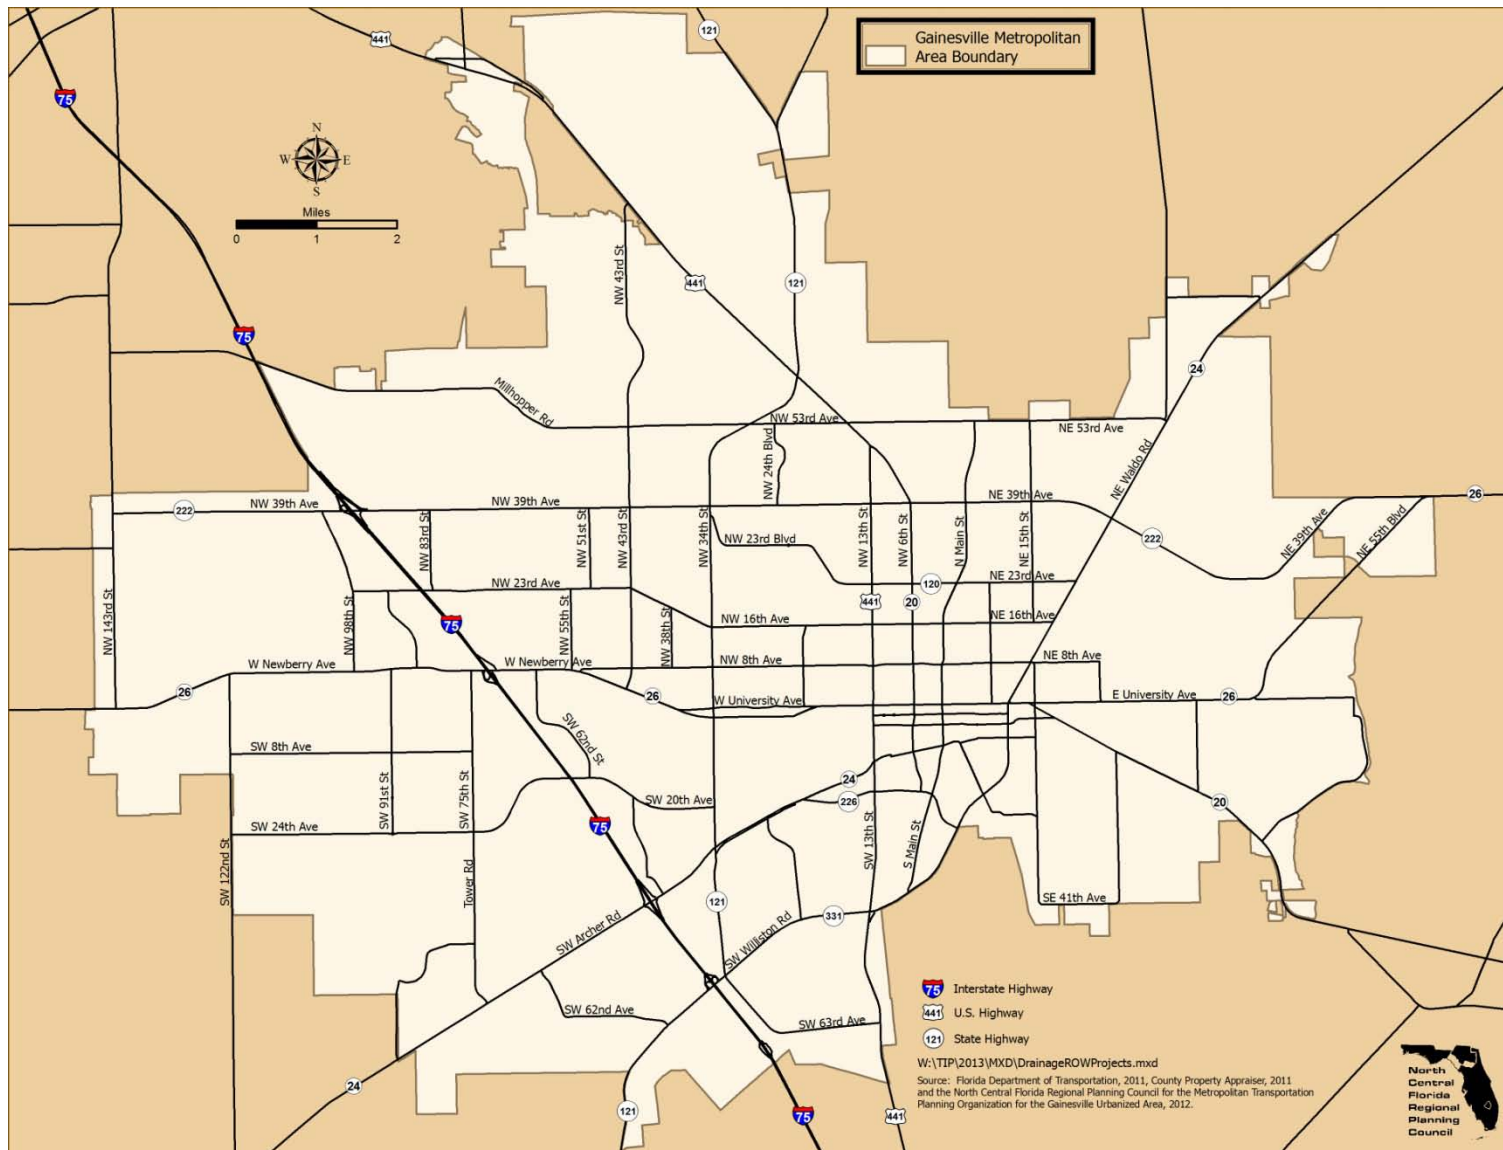 Gainesville Metropolitan
Area Boundary
441
121
75
N
W
E
S
Miles
0
1
2
NW 43rd St
441
121
75
24
Millhopper Rd
NW 53rd Ave
NE 53rd Ave
NW 24th Blvd
NE Waldo Rd
26
222
NW 39th Ave
NW 39th Ave
NE 39th Ave
NW 83rd St
NW 51st St
NW 43rd St
NW 34th St
NW 23rd Blvd
NW 13th St
NW 6th St
N Main St
NE 15th St
222
NE 39th Ave
NE 55th Blvd
NW 23rd Ave
120
NE 23rd Ave
NW 143rd St
NW 98th St
75
NW 55th St
NW 38th St
441
20
NW 16th Ave
NE 16th Ave
W Newberry Ave
W Newberry Ave
NW 8th Ave
NE 8th Ave
26
26
W University Ave
E University Ave
26
SW 62nd St
SW 8th Ave
SW 91st St
SW 75th St
24
226
SW 20th Ave
20
SW 24th Ave
75
SW 122nd St
Tower Rd
SW 13th St
S Main St
121
SE 41th Ave
SW Archer Rd
SW Williston Rd
331
SW 62nd Ave
SW 63rd Ave
24
121
75
441
75
Interstate Highway
441
U.S. Highway
121
State Highway
W:\TIP\2013\MXD\DrainageROWProjects.mxd
Source: Florida Department of Transportation, 2011, County Property Appraiser, 2011
and the North Central Florida Regional Planning Council for the Metropolitan Transportation
Planning Organization for the Gainesville Urbanized Area, 2012.
North
Central
Florida
Regional
Planning
Council